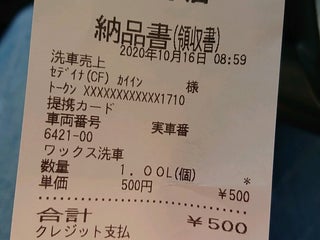 納品書(領収書)
2020年10月16日 08:59
洗車売上
セディナ(CF) カイイン 様
トークン XXXXXXXXXXXX1710
提携カード
車両番号 実車番
6421-00
ワックス洗車 *
数量 1.00L(個)
単価 500円 ¥500
合計 ¥500
クレジット支払